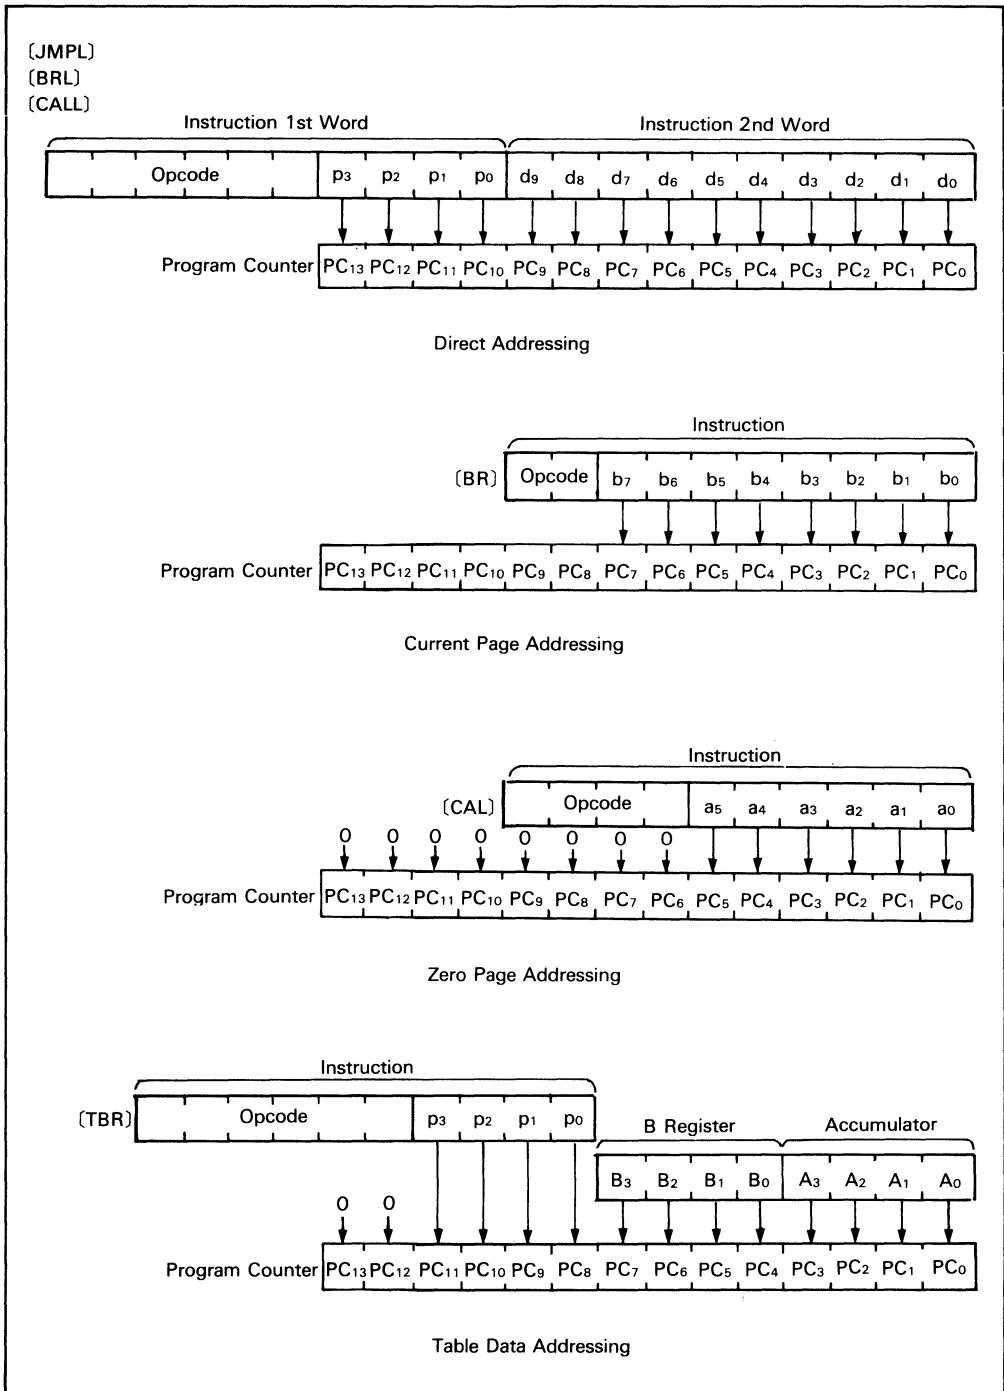 [JMPL]
[BRL]
[CALL]
Instruction 1st Word Instruction 2nd Word
Opcode p3 p2 p1 p0 d9 d8 d7 d6 d5 d4 d3 d2 d1 d0
Program Counter PC13 PC12 PC11 PC10 PC9 PC8 PC7 PC6 PC5 PC4 PC3 PC2 PC1 PC0
Direct Addressing
Instruction
[BR] Opcode b7 b6 b5 b4 b3 b2 b1 b0
Program Counter PC13 PC12 PC11 PC10 PC9 PC8 PC7 PC6 PC5 PC4 PC3 PC2 PC1 PC0
Current Page Addressing
Instruction
[CAL] Opcode a5 a4 a3 a2 a1 a0
0 0 0 0 0 0 0 0
Program Counter PC13 PC12 PC11 PC10 PC9 PC8 PC7 PC6 PC5 PC4 PC3 PC2 PC1 PC0
Zero Page Addressing
Instruction
[TBR] Opcode p3 p2 p1 p0
B Register Accumulator
B3 B2 B1 B0 A3 A2 A1 A0
0 0
Program Counter PC13 PC12 PC11 PC10 PC9 PC8 PC7 PC6 PC5 PC4 PC3 PC2 PC1 PC0
Table Data Addressing